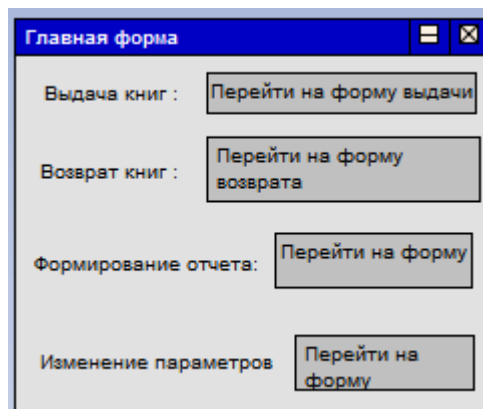 Главная форма
Выдача книг :
Перейти на форму выдачи
Возврат книг :
Перейти на форму
возврата
Формирование отчета:
Перейти на форму
Изменение параметров
Перейти на
форму